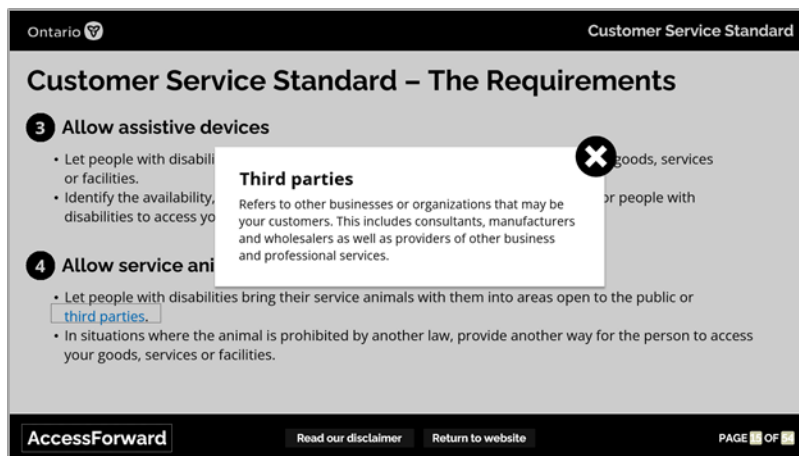 Ontario
Customer Service Standard
Customer Service Standard – The Requirements
3 Allow assistive devices
• Let people with disabili
goods, services
or facilities.
• Identify the availability,
or people with
disabilities to access yo
Third parties
Refers to other businesses or organizations that may be
your customers. This includes consultants, manufacturers
and wholesalers as well as providers of other business
and professional services.
4 Allow service ani
• Let people with disabilities bring their service animals with them into areas open to the public or
third parties.
• In situations where the animal is prohibited by another law, provide another way for the person to access
your goods, services or facilities.
AccessForward
Read our disclaimer
Return to website
PAGE 15 OF 54